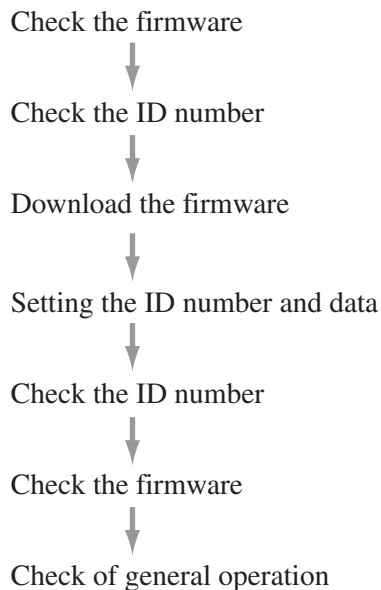 Check the firmware
Check the ID number
Download the firmware
Setting the ID number and data
Check the ID number
Check the firmware
Check of general operation